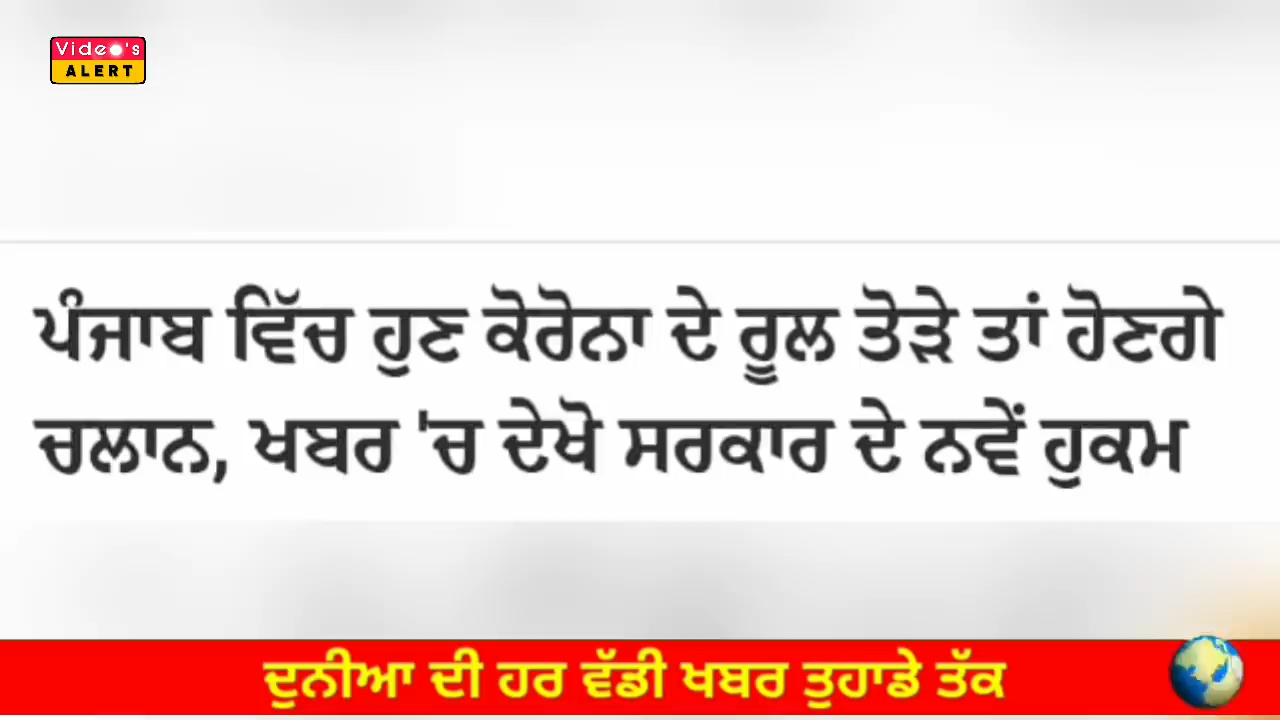 Video's
ALERT
ਪੰਜਾਬ ਵਿੱਚ ਹੁਣ ਕੋਰੋਨਾ ਦੇ ਰੂਲ ਤੋੜੇ ਤਾਂ ਹੋਣਗੇ
ਚਲਾਨ, ਖਬਰ 'ਚ ਦੇਖੋ ਸਰਕਾਰ ਦੇ ਨਵੇਂ ਹੁਕਮ
ਦੁਨੀਆ ਦੀ ਹਰ ਵੱਡੀ ਖਬਰ ਤੁਹਾਡੇ ਤੱਕ